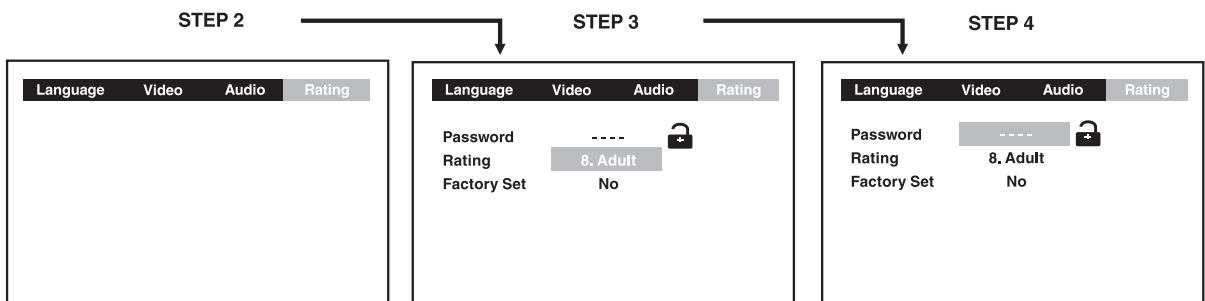 STEP 2
STEP 3
STEP 4
Language Video Audio Rating
Language Video Audio Rating
Password ----
Rating 8. Adult
Factory Set No
Language Video Audio Rating
Password ----
Rating 8. Adult
Factory Set No